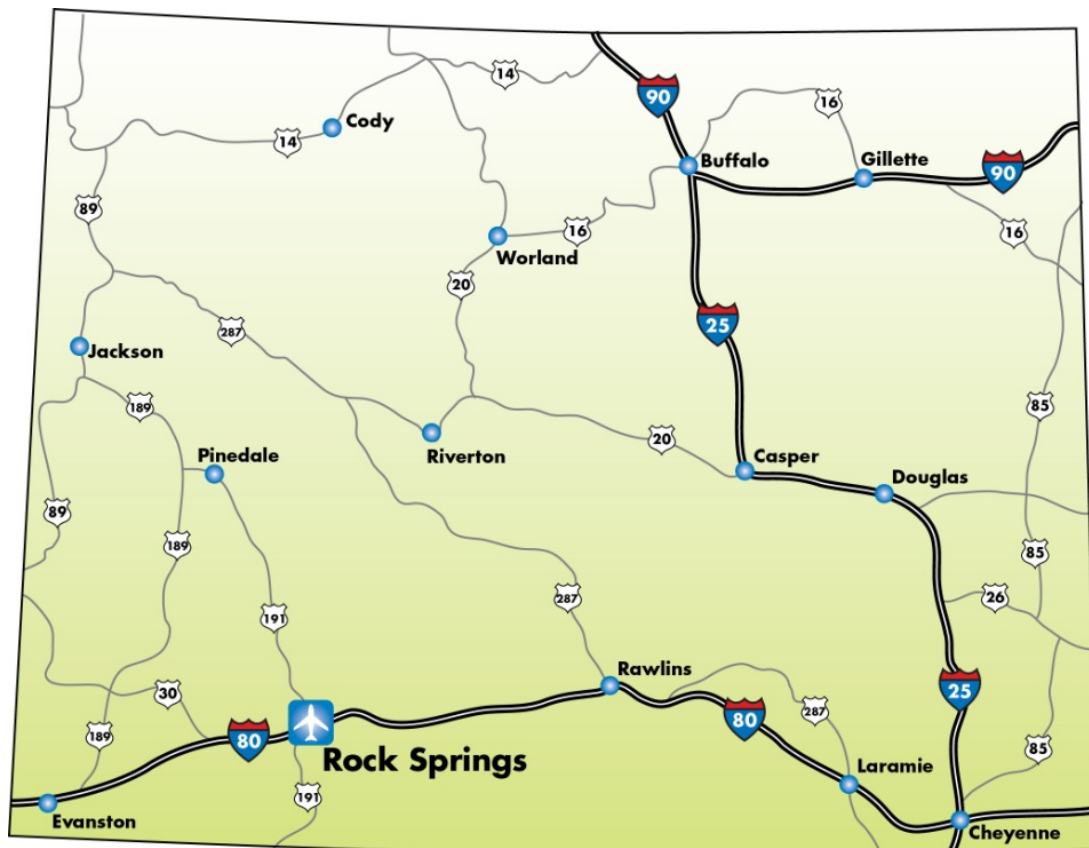 14
90
16
Cody
14
Buffalo
Gillette
90
89
16
16
Worland
20
25
287
Jackson
189
85
20
Pinedale
Riverton
Casper
Douglas
89
189
85
287
26
191
Rawlins
30
25
80
287
80
189
85
Rock Springs
Laramie
191
Evanston
Cheyenne